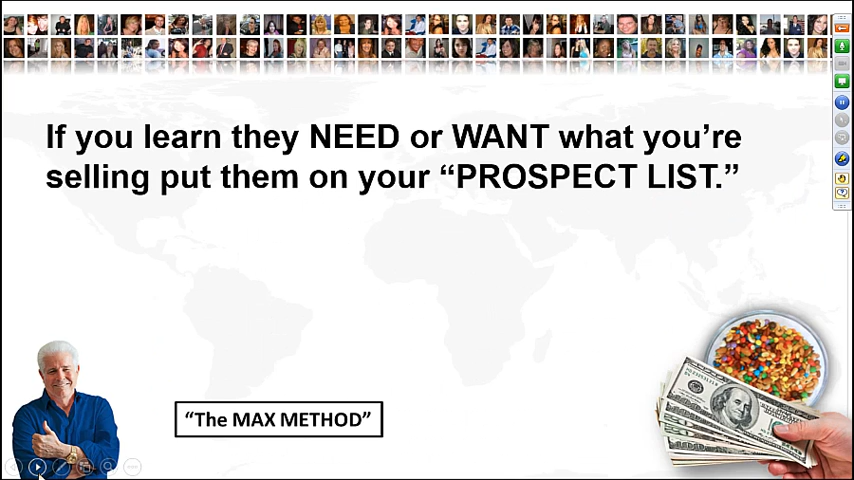 If you learn they NEED or WANT what you’re
selling put them on your “PROSPECT LIST.”
“The MAX METHOD”